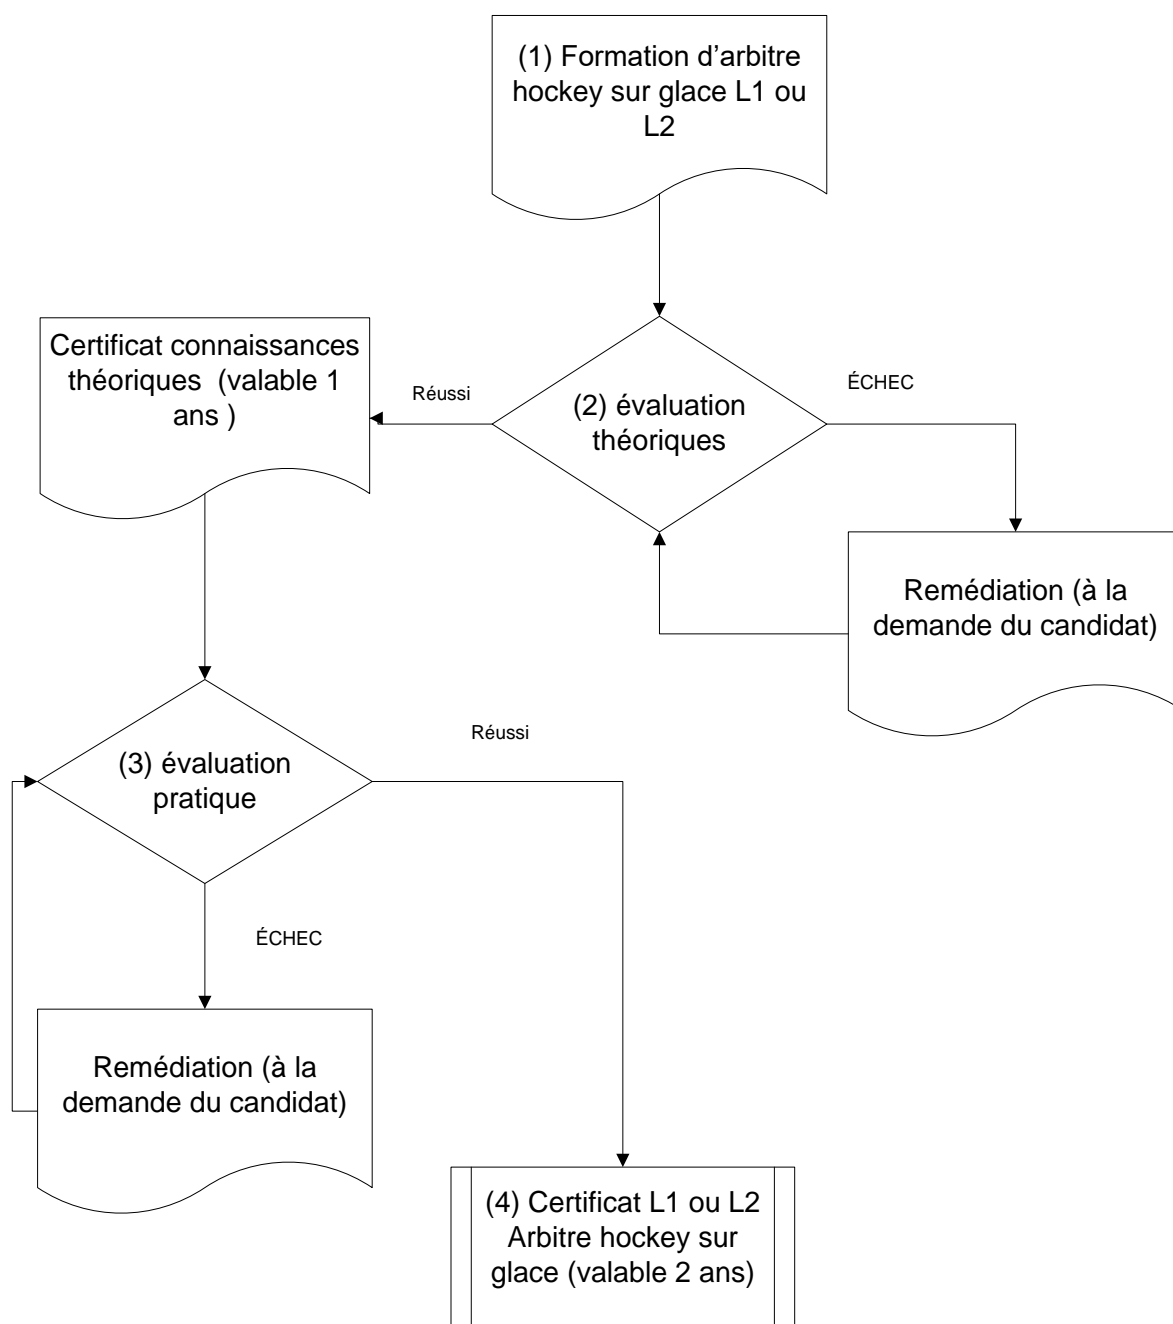 (1) Formation d’arbitre
hockey sur glace L1 ou
L2
Certificat connaissances
théoriques  (valable 1
ans )
Réussi
(2) évaluation
théoriques
ÉCHEC
Remédiation (à la
demande du candidat)
(3) évaluation
pratique
Réussi
ÉCHEC
Remédiation (à la
demande du candidat)
(4) Certificat L1 ou L2
Arbitre hockey sur
glace (valable 2 ans)